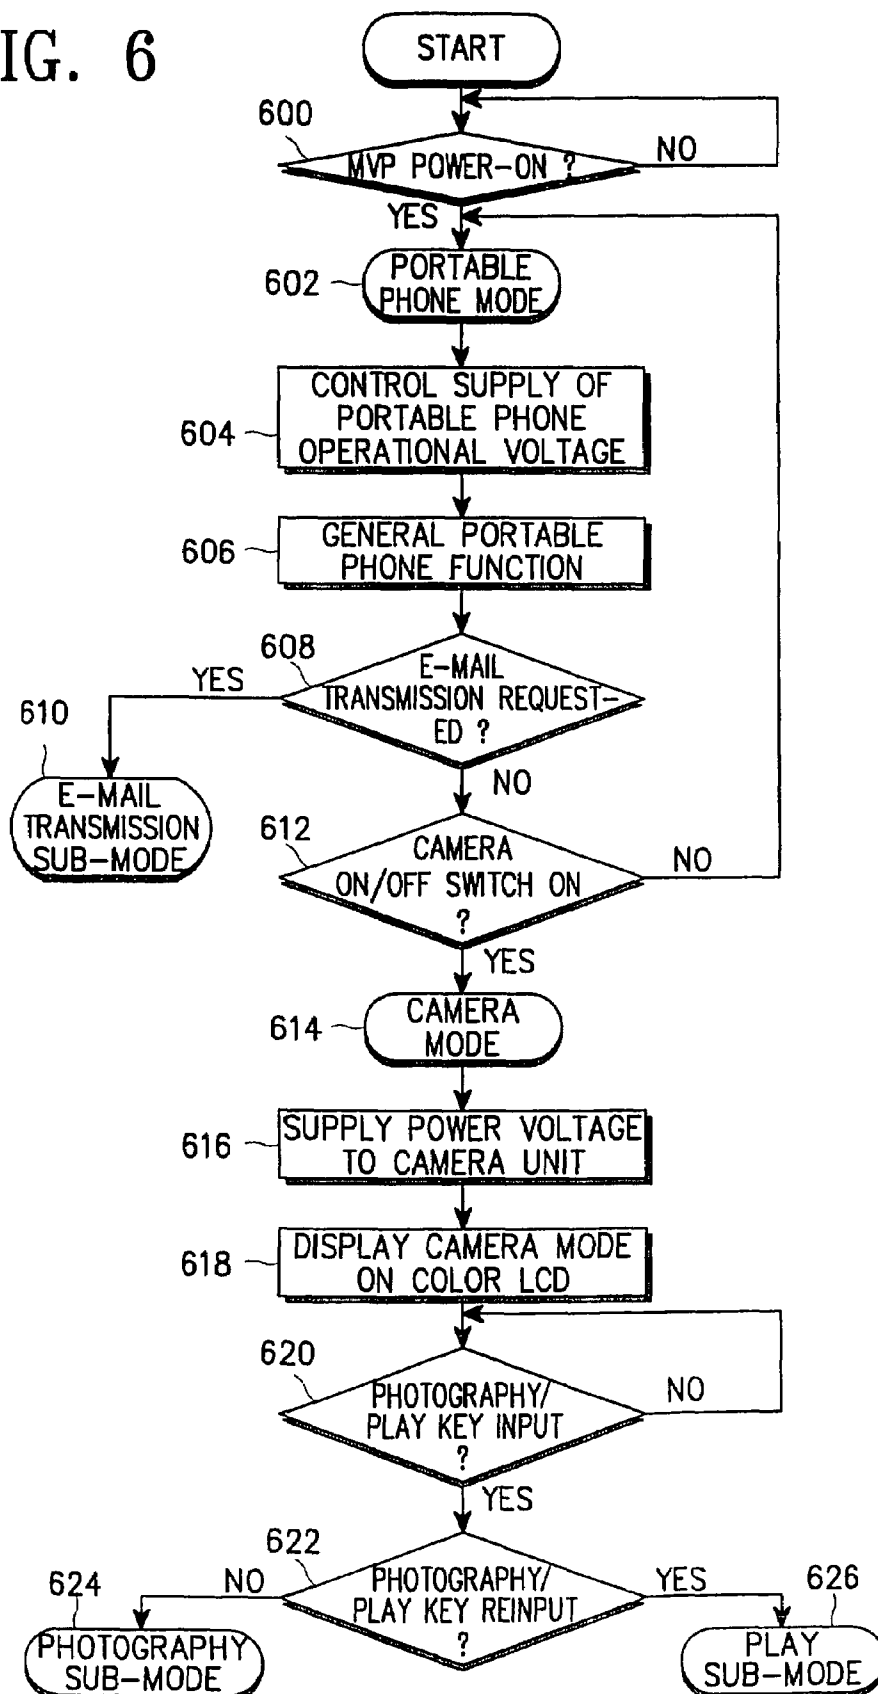 IG. 6
START
600
MVP POWER-ON ?
NO
YES
602
PORTABLE
PHONE MODE
604
CONTROL SUPPLY OF
PORTABLE PHONE
OPERATIONAL VOLTAGE
606
GENERAL PORTABLE
PHONE FUNCTION
608
E-MAIL
TRANSMISSION REQUEST-
ED ?
YES
610
E-MAIL
TRANSMISSION
SUB-MODE
NO
612
CAMERA
ON/OFF SWITCH ON
?
NO
YES
614
CAMERA
MODE
616
SUPPLY POWER VOLTAGE
TO CAMERA UNIT
618
DISPLAY CAMERA MODE
ON COLOR LCD
620
PHOTOGRAPHY/
PLAY KEY INPUT
?
NO
YES
622
PHOTOGRAPHY/
PLAY KEY REINPUT
?
NO
YES
624
PHOTOGRAPHY
SUB-MODE
626
PLAY
SUB-MODE